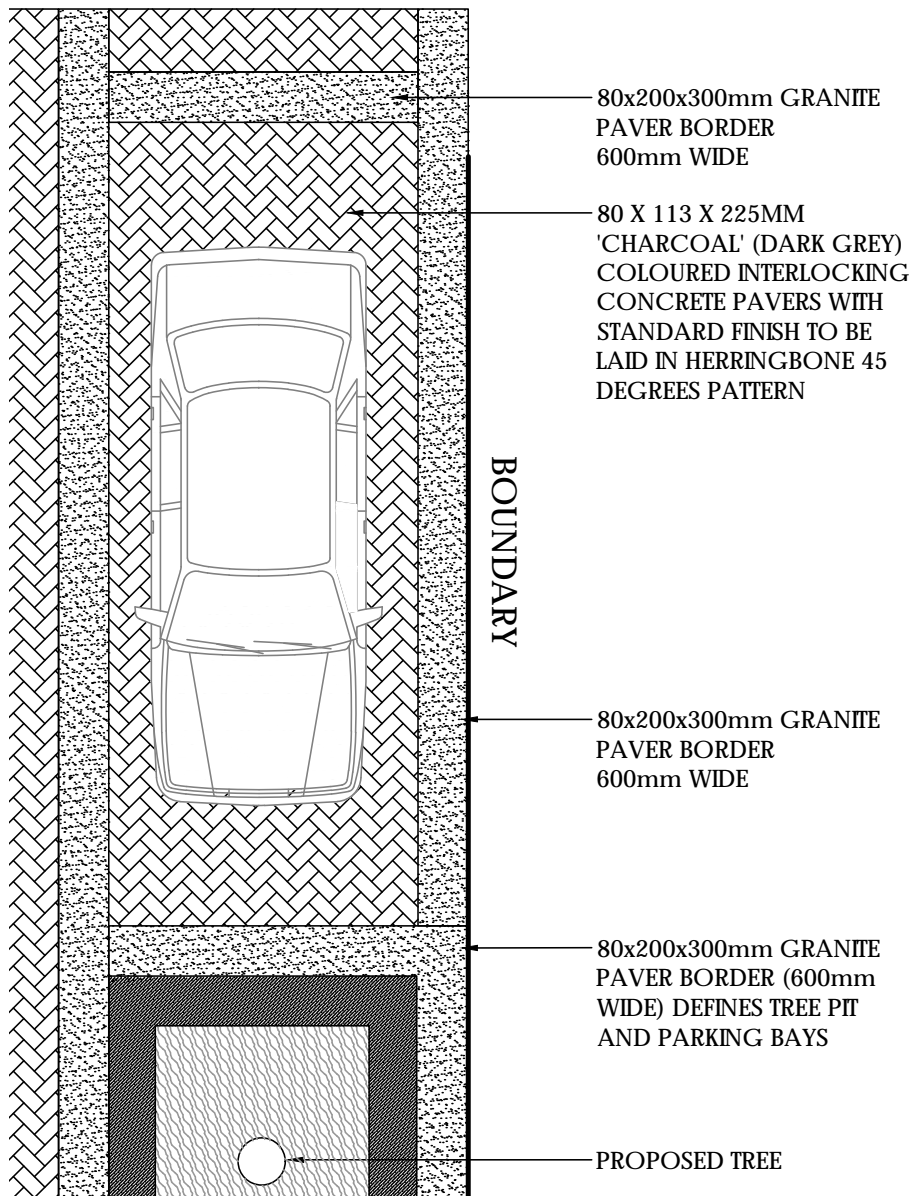 80x200x300mm GRANITE
PAVER BORDER
600mm WIDE
80 X 113 X 225MM
'CHARCOAL' (DARK GREY)
COLOURED INTERLOCKING
CONCRETE PAVERS WITH
STANDARD FINISH TO BE
LAID IN HERRINGBONE 45
DEGREES PATTERN
BOUNDARY
80x200x300mm GRANITE
PAVER BORDER
600mm WIDE
80x200x300mm GRANITE
PAVER BORDER (600mm
WIDE) DEFINES TREE PIT
AND PARKING BAYS
PROPOSED TREE